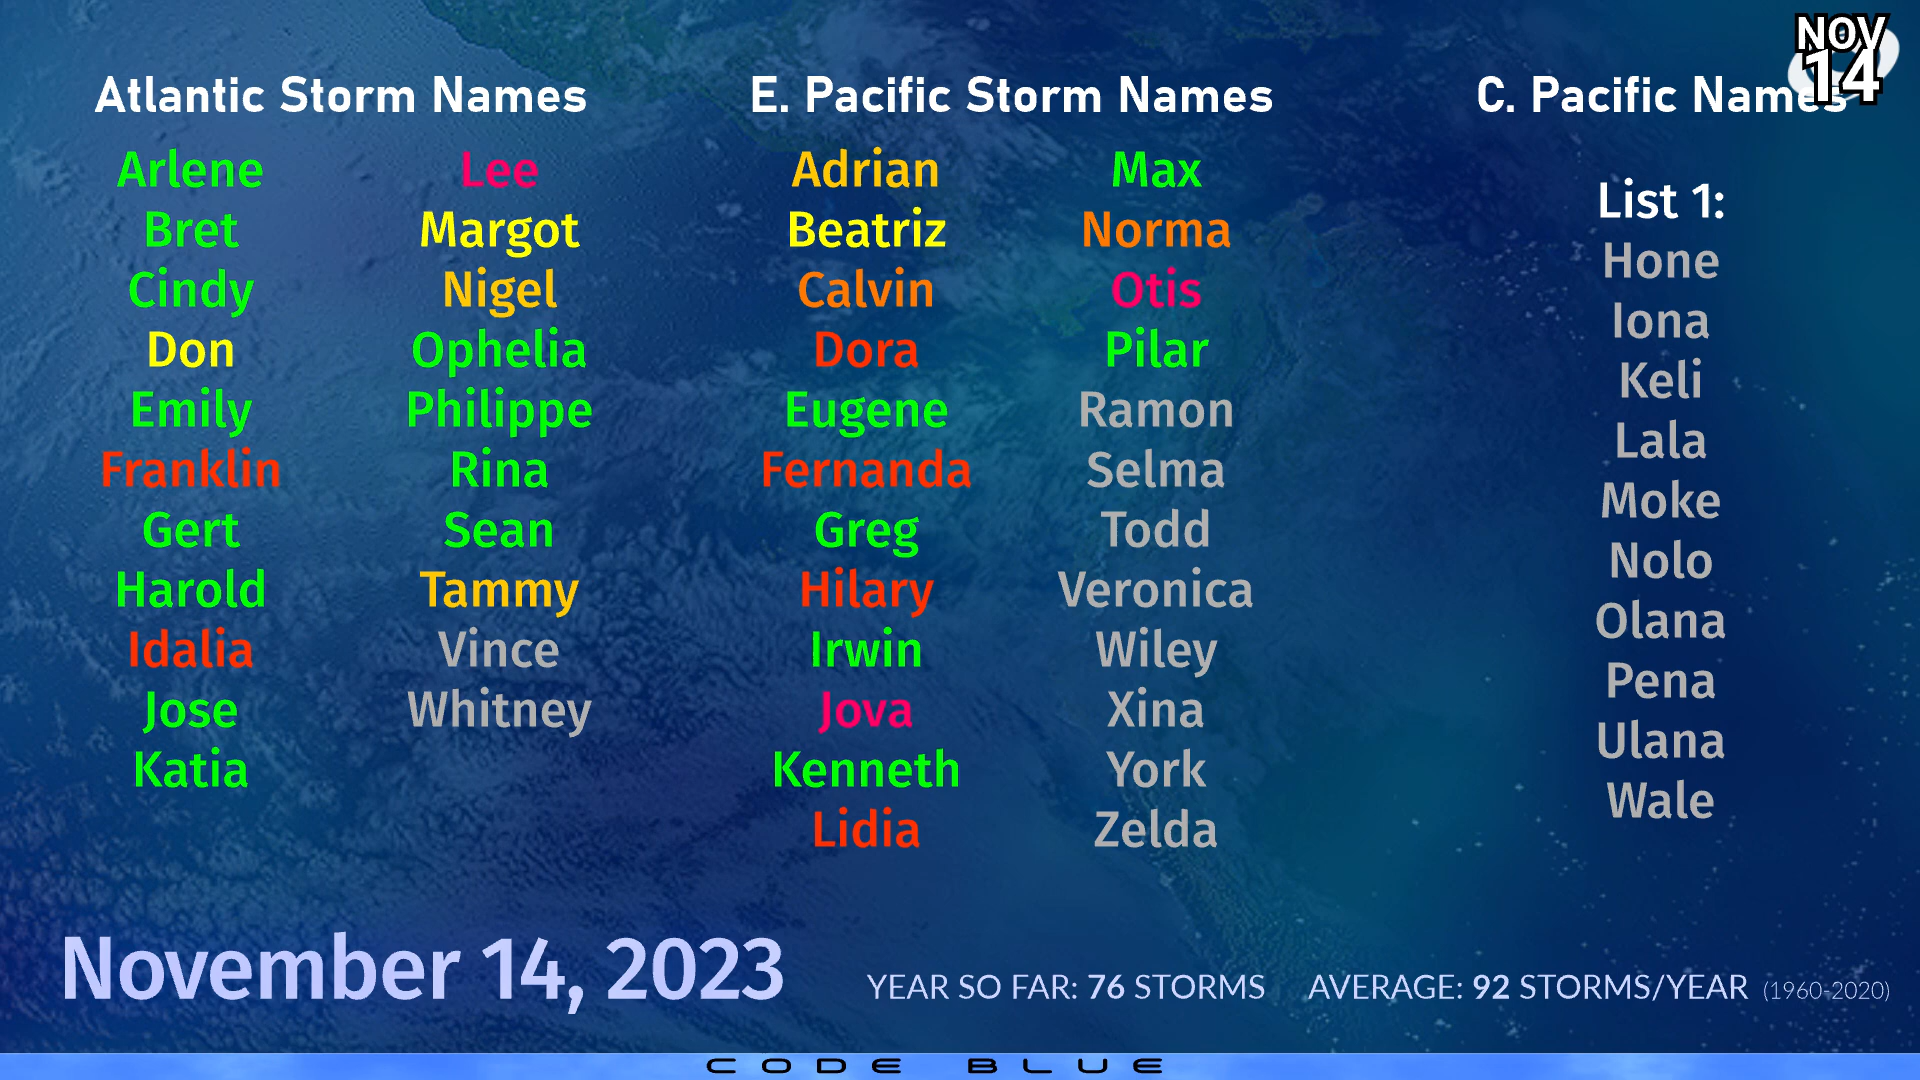 NOV
14
Atlantic Storm Names
Arlene
Bret
Cindy
Don
Emily
Franklin
Gert
Harold
Idalia
Jose
Katia
Lee
Margot
Nigel
Ophelia
Philippe
Rina
Sean
Tammy
Vince
Whitney
E. Pacific Storm Names
Adrian
Beatriz
Calvin
Dora
Eugene
Fernanda
Greg
Hilary
Irwin
Jova
Kenneth
Lidia
Max
Norma
Otis
Pilar
Ramon
Selma
Todd
Veronica
Wiley
Xina
York
Zelda
C. Pacific Names
List 1:
Hone
Iona
Keli
Lala
Moke
Nolo
Olana
Pena
Ulana
Wale
November 14, 2023
YEAR SO FAR: 76 STORMS
AVERAGE: 92 STORMS/YEAR (1960-2020)
CODE BLUE